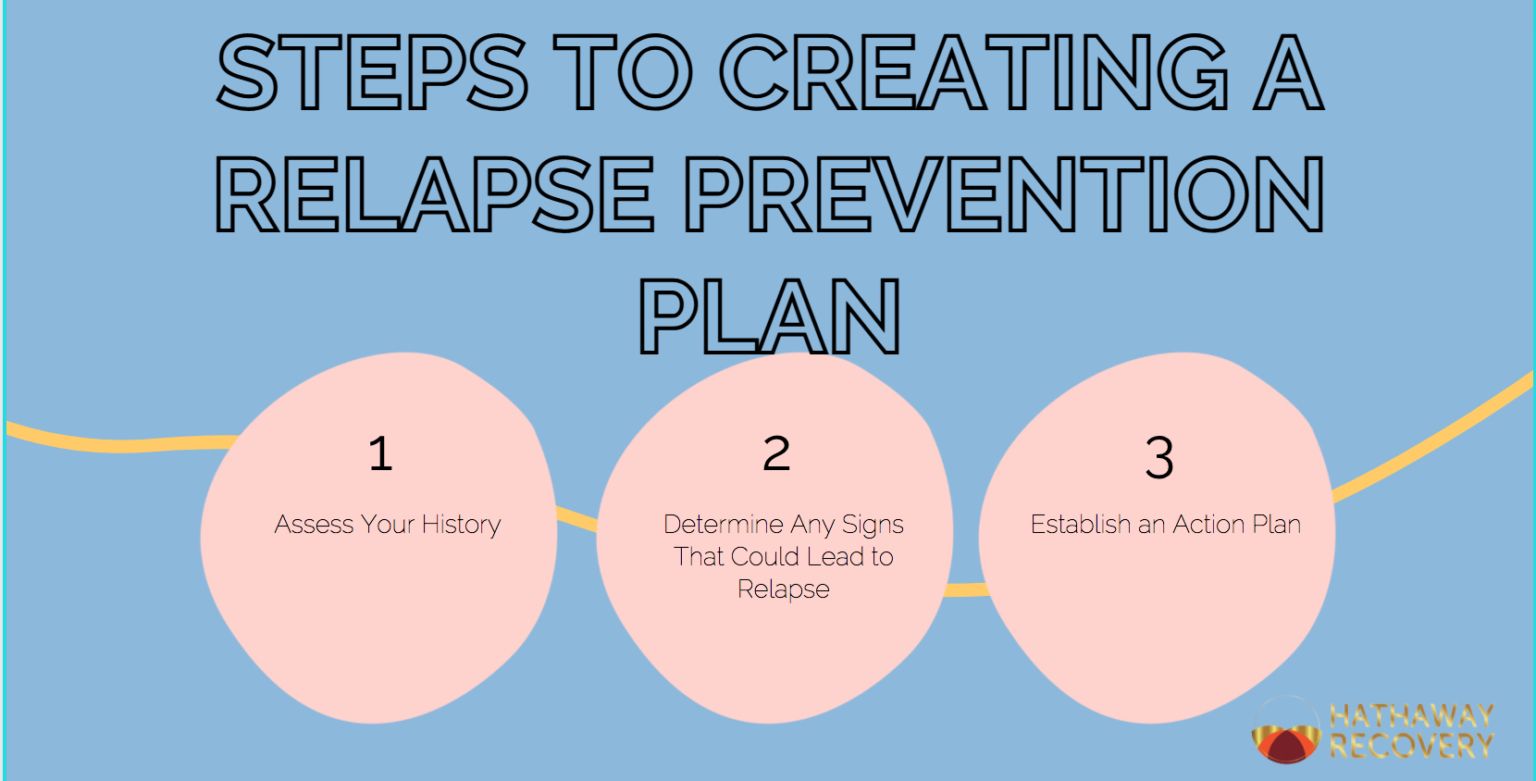 STEPS TO CREATING A
RELAPSE PREVENTION
PLAN
1
Assess Your History
2
Determine Any Signs
That Could Lead to
Relapse
3
Establish an Action Plan
HATHAWAY
RECOVERY